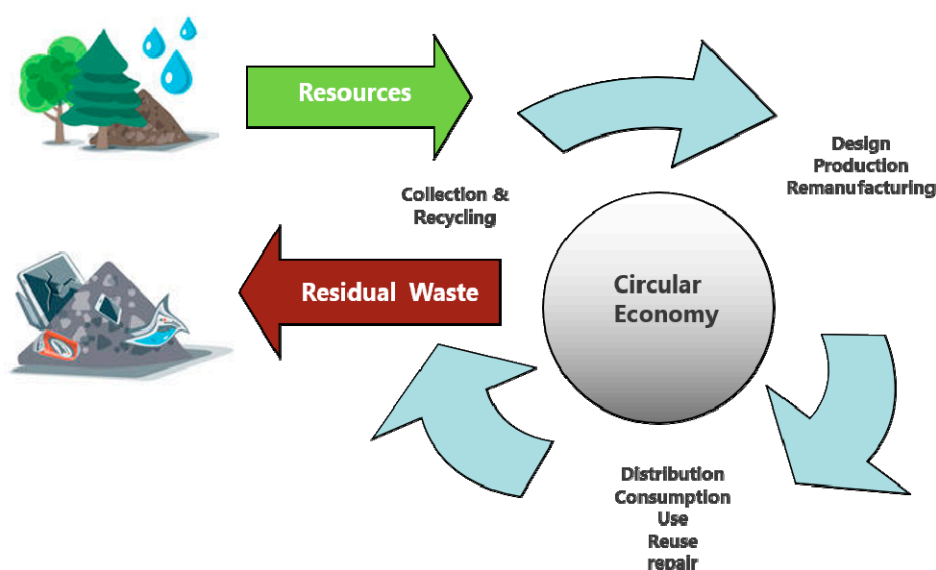 Resources
Design
Production
Remanufacturing
Collection &
Recycling
Residual Waste
Circular
Economy
Distribution
Consumption
Use
Reuse
repair